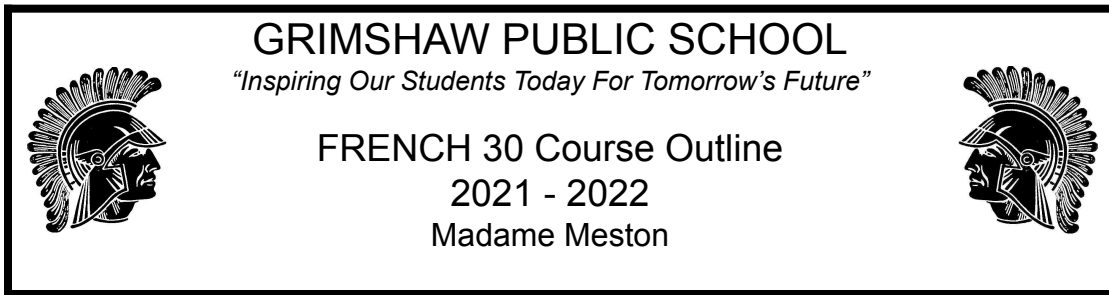 GRIMSHAW PUBLIC SCHOOL
“Inspiring Our Students Today For Tomorrow’s Future”
FRENCH 30 Course Outline
2021 - 2022
Madame Meston